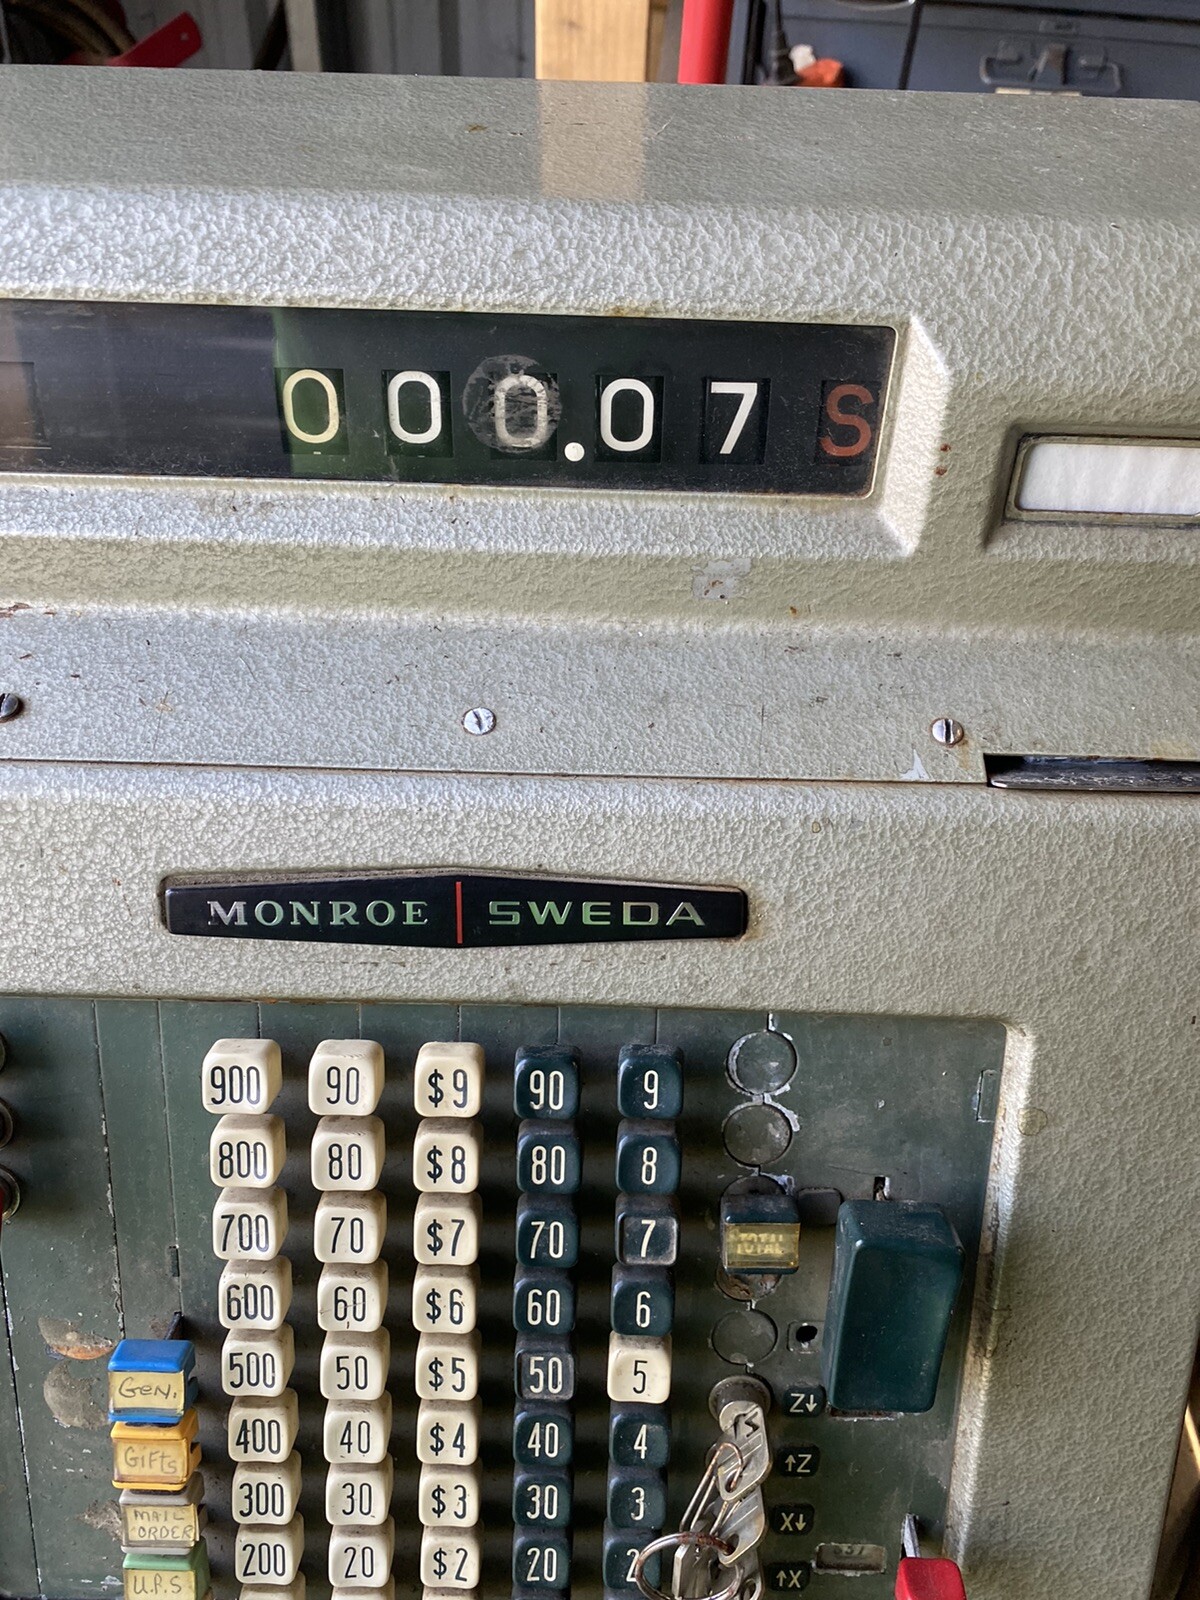 000.07 S
MONROE | SWEDA
900 90 $9 90 9
800 80 $8 80 8
700 70 $7 70 7
TOTAL
600 60 $6 60 6
500 50 $5 50 5
Gen.
Z↓
400 40 $4 40 4
GiFts
↑Z
300 30 $3 30 3
MAIL
ORDER
X↓
200 20 $2 20 2
U.P.S
↑X